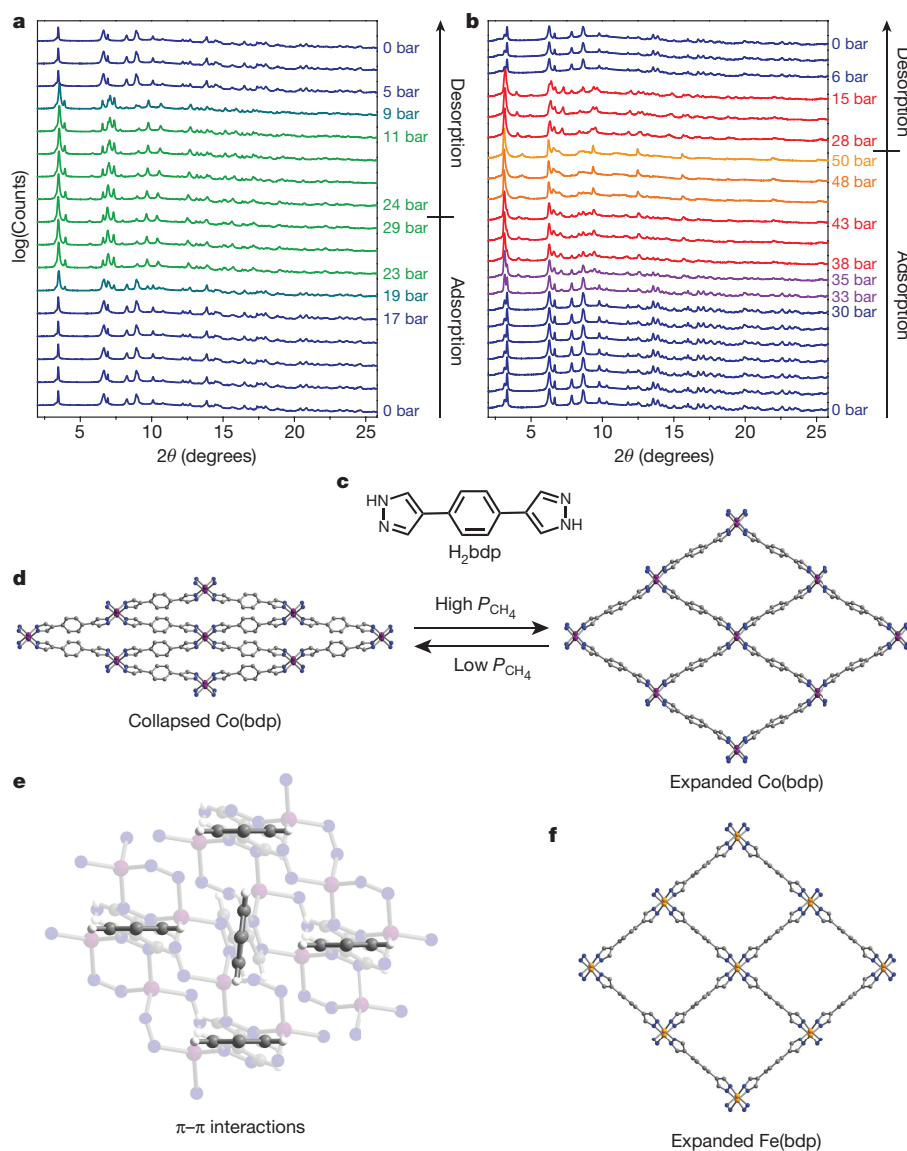 a
0 bar
5 bar
9 bar
11 bar
24 bar
29 bar
23 bar
19 bar
17 bar
0 bar
Desorption
Adsorption
log(Counts)
5
10
15
20
25
2θ (degrees)
b
0 bar
6 bar
15 bar
28 bar
50 bar
48 bar
43 bar
38 bar
35 bar
33 bar
30 bar
0 bar
Desorption
Adsorption
5
10
15
20
25
2θ (degrees)
c
HN
N
N
NH
H₂bdp
d
High P_CH₄
Low P_CH₄
Collapsed Co(bdp)
Expanded Co(bdp)
e
π–π interactions
f
Expanded Fe(bdp)